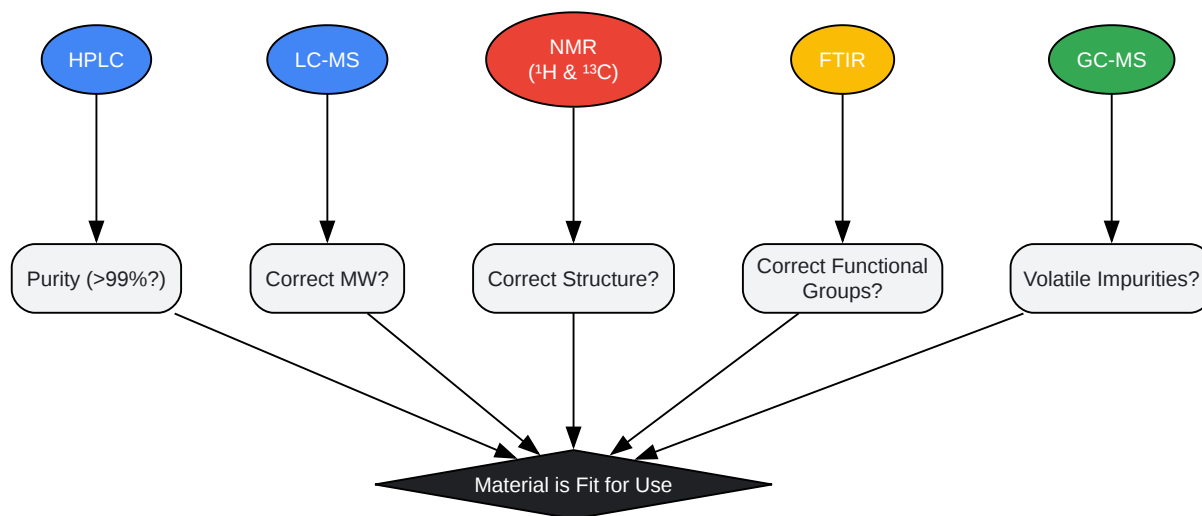 HPLC
LC-MS
NMR
(¹H & ¹³C)
FTIR
GC-MS
Purity (>99%?)
Correct MW?
Correct Structure?
Correct Functional
Groups?
Volatile Impurities?
Material is Fit for Use